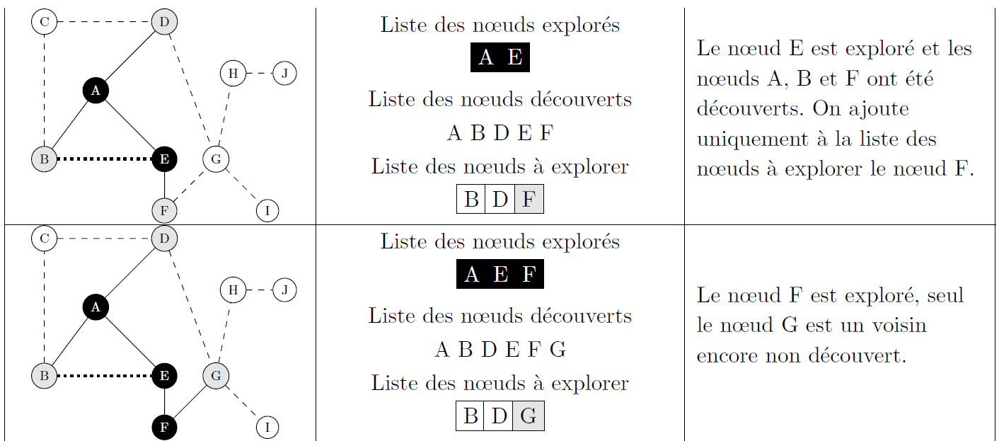 C D
H J
A
B E G
F I
Liste des nœuds explorés
A E
Liste des nœuds découverts
A B D E F
Liste des nœuds à explorer
B D F
Le nœud E est exploré et les
nœuds A, B et F ont été
découverts. On ajoute
uniquement à la liste des
nœuds à explorer le nœud F.
C D
H J
A
B E G
F I
Liste des nœuds explorés
A E F
Liste des nœuds découverts
A B D E F G
Liste des nœuds à explorer
B D G
Le nœud F est exploré, seul
le nœud G est un voisin
encore non découvert.